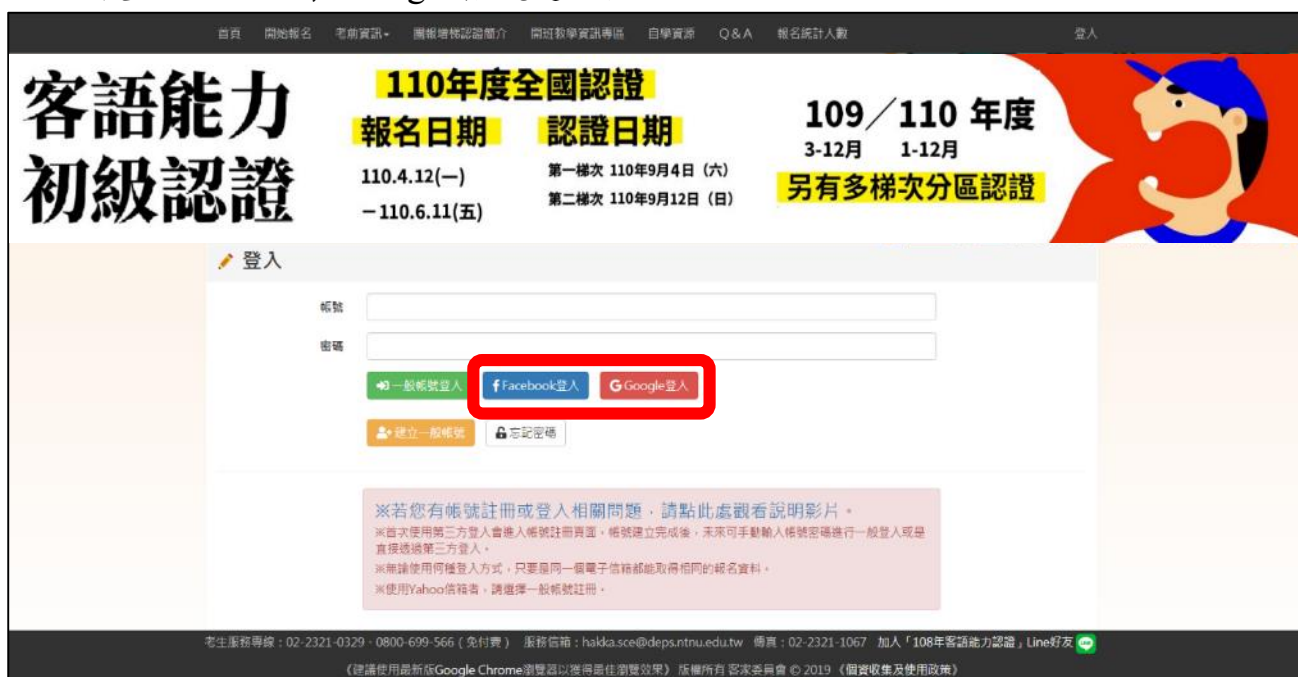 首頁 開始報名 考前資訊 團報增梯認證簡介 開班教學資訊專區 自學資源 Q&A 報名統計人數 登入
客語能力
初級認證
110年度全國認證
報名日期 認證日期
110.4.12(一)
－110.6.11(五)
第一梯次 110年9月4日（六）
第二梯次 110年9月12日（日）
109／110 年度
3-12月 1-12月
另有多梯次分區認證
登入
帳號
密碼
一般帳號登入 Facebook登入 Google登入
建立一般帳號 忘記密碼
※若您有帳號註冊或登入相關問題，請點此處觀看說明影片。
※首次使用第三方登入會進入帳號註冊頁面，帳號建立完成後，未來可手動輸入帳號密碼進行一般登入或是
直接透過第三方登入。
※無論使用何種登入方式，只要是同一個電子信箱都能取得相同的報名資料。
※使用Yahoo信箱者，請選擇一般帳號註冊。
考生服務專線：02-2321-0329、0800-699-566（免付費） 服務信箱：hakka.sce@deps.ntnu.edu.tw 傳真：02-2321-1067 加入「108年客語能力認證」Line好友
《建議使用最新版Google Chrome瀏覽器以獲得最佳瀏覽效果》 版權所有 客家委員會 © 2019 《個資收集及使用政策》